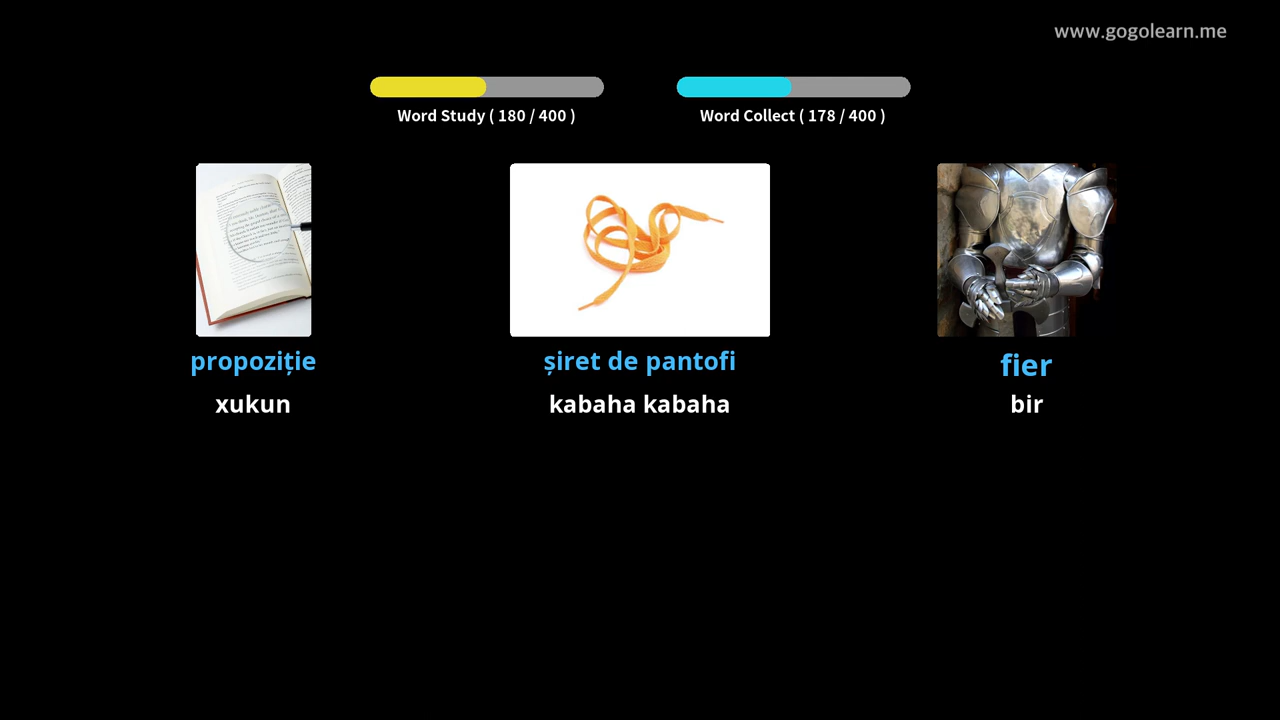 www.gogolearn.me
Word Study ( 180 / 400 )
Word Collect ( 178 / 400 )
propoziție
șiret de pantofi
fier
xukun
kabaha kabaha
bir